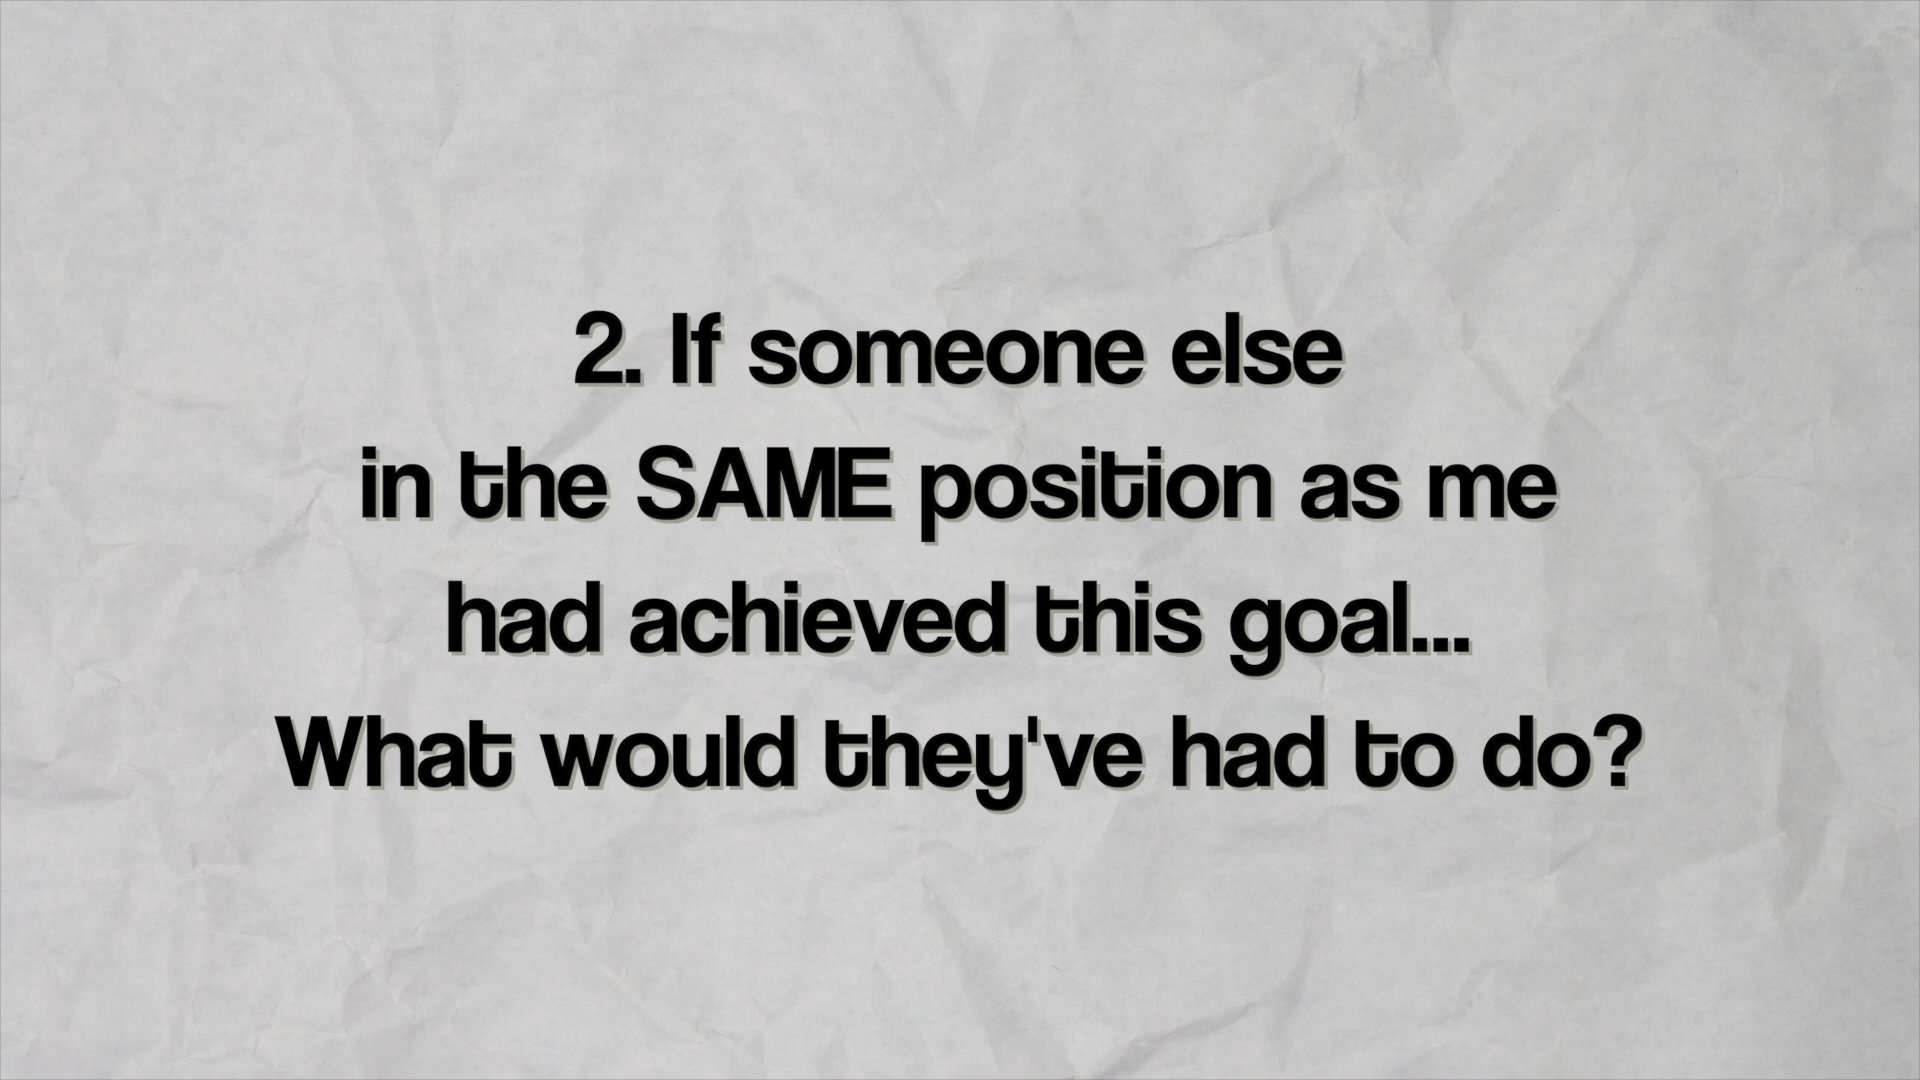 2. If someone else
in the SAME position as me
had achieved this goal...
What would they've had to do?